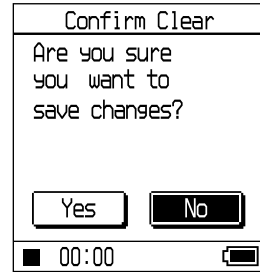 Confirm Clear
Are you sure
you want to
save changes?
Yes No
00:00